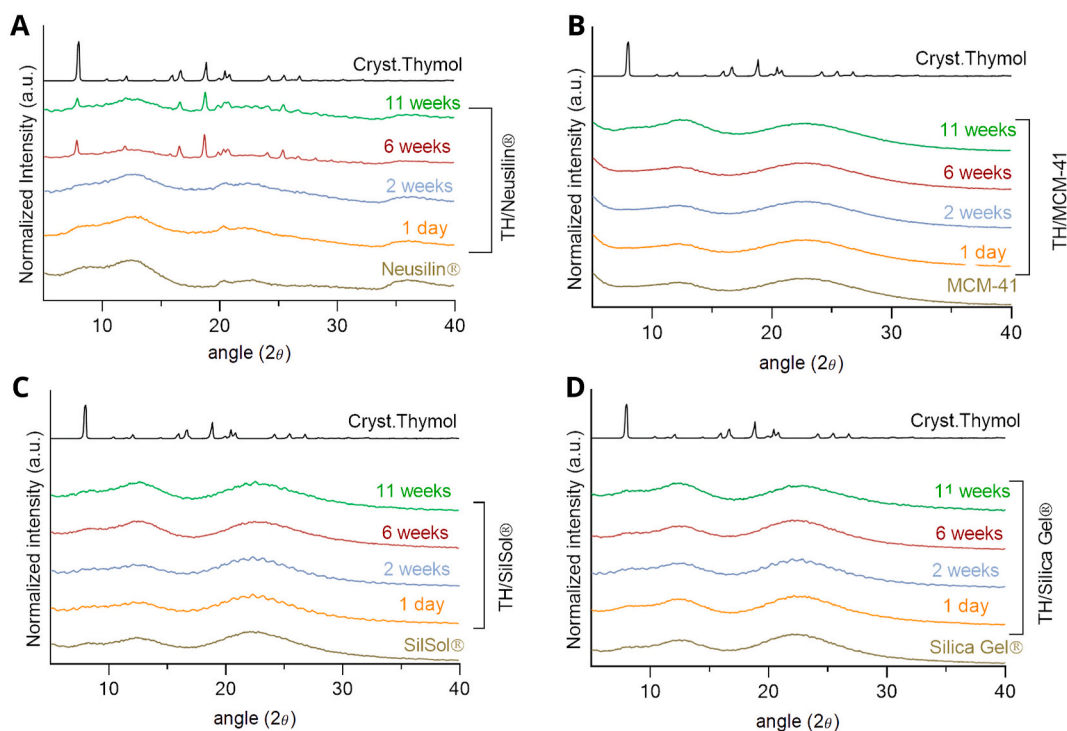 A
Normalized Intensity (a.u.)
Cryst.Thymol
11 weeks
6 weeks
2 weeks
1 day
Neusilin®
TH/Neusilin®
10 20 30 40
angle (2θ)
B
Normalized intensity (a.u.)
Cryst.Thymol
11 weeks
6 weeks
2 weeks
1 day
MCM-41
TH/MCM-41
10 20 30 40
angle (2θ)
C
Normalized intensity (a.u.)
Cryst.Thymol
11 weeks
6 weeks
2 weeks
1 day
SilSol®
TH/SilSol®
10 20 30 40
angle (2θ)
D
Normalized intensity (a.u.)
Cryst.Thymol
11 weeks
6 weeks
2 weeks
1 day
Silica Gel®
TH/Silica Gel®
10 20 30 40
angle (2θ)